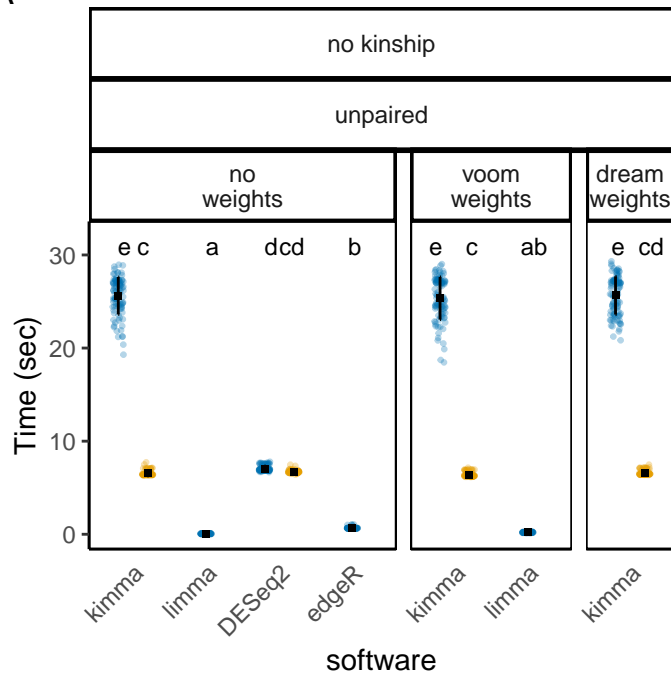 no kinship
unpaired
no
weights
voom
weights
dream
weights
e c a d cd b e c ab e cd
30
20
10
0
Time (sec)
kimma limma DESeq2 edgeR kimma limma kimma
software